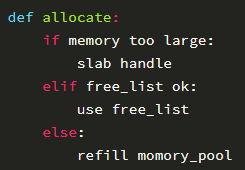 def allocate:
    if memory too large:
        slab handle
    elif free_list ok:
        use free_list
    else:
        refill momory_pool